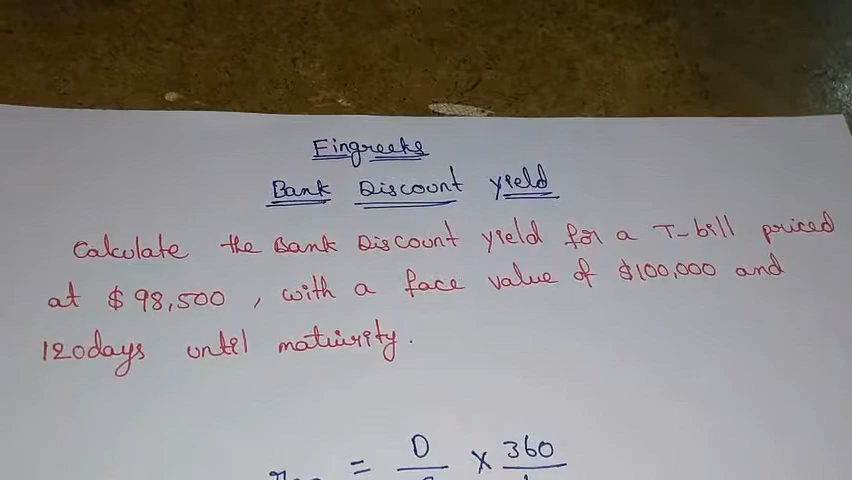 Fingreeks
Bank Discount yield
Calculate the Bank Discount yield for a T-bill priced
at $98,500, with a face value of $100,000 and
120days until maturity.
= D × 360